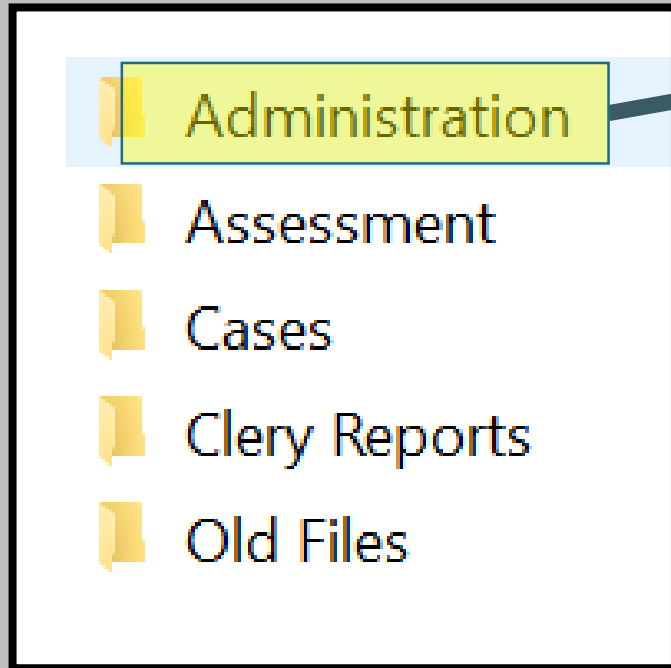 Administration
Assessment
Cases
Clery Reports
Old Files